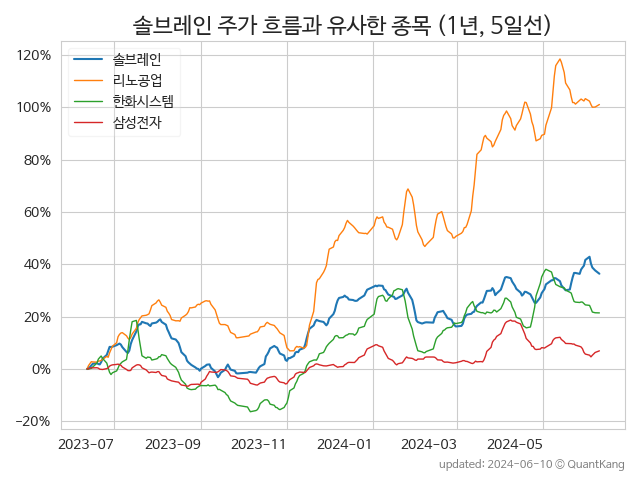 솔브레인 주가 흐름과 유사한 종목 (1년, 5일선)
솔브레인
리노공업
한화시스템
삼성전자
120%
100%
80%
60%
40%
20%
0%
−20%
2023-07 2023-09 2023-11 2024-01 2024-03 2024-05
updated: 2024-06-10 © QuantKang